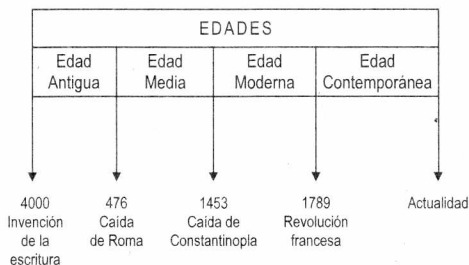 EDADES
Edad Antigua
Edad Media
Edad Moderna
Edad Contemporánea
4000
Invención
de la
escritura
476
Caída
de Roma
1453
Caída de
Constantinopla
1789
Revolución
francesa
Actualidad